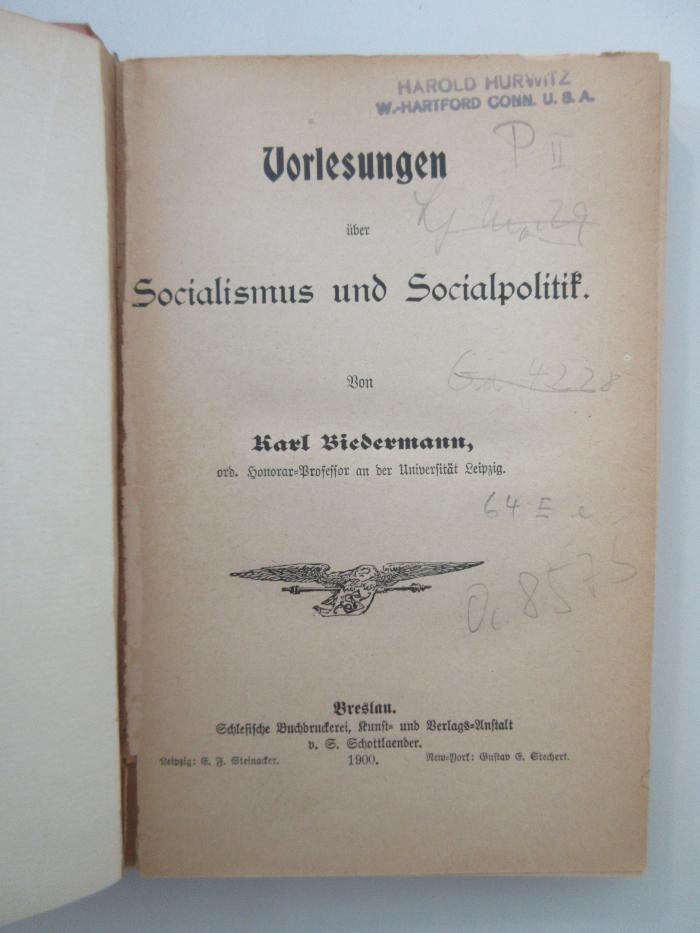 HAROLD HURWITZ
W.-HARTFORD CONN. U. S. A.
Vorlesungen
P II
über
Socialismus und Socialpolitik.
Von
4228
Karl Biedermann,
ord. Honorar-Professor an der Universität Leipzig.
64 E e
8575
Breslau.
Schlesische Buchdruckerei, Kunst- und Verlags-Anstalt
v. S. Schottlaender.
Leipzig: E. F. Steinacker. 1900. New-York: Gustav E. Stechert.